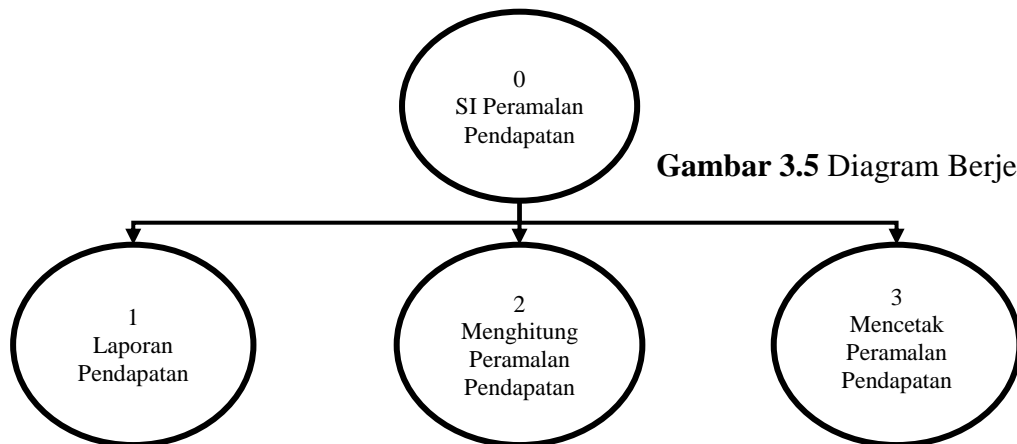 0
SI Peramalan
Pendapatan
Gambar 3.5 Diagram Berje
1
Laporan
Pendapatan
2
Menghitung
Peramalan
Pendapatan
3
Mencetak
Peramalan
Pendapatan